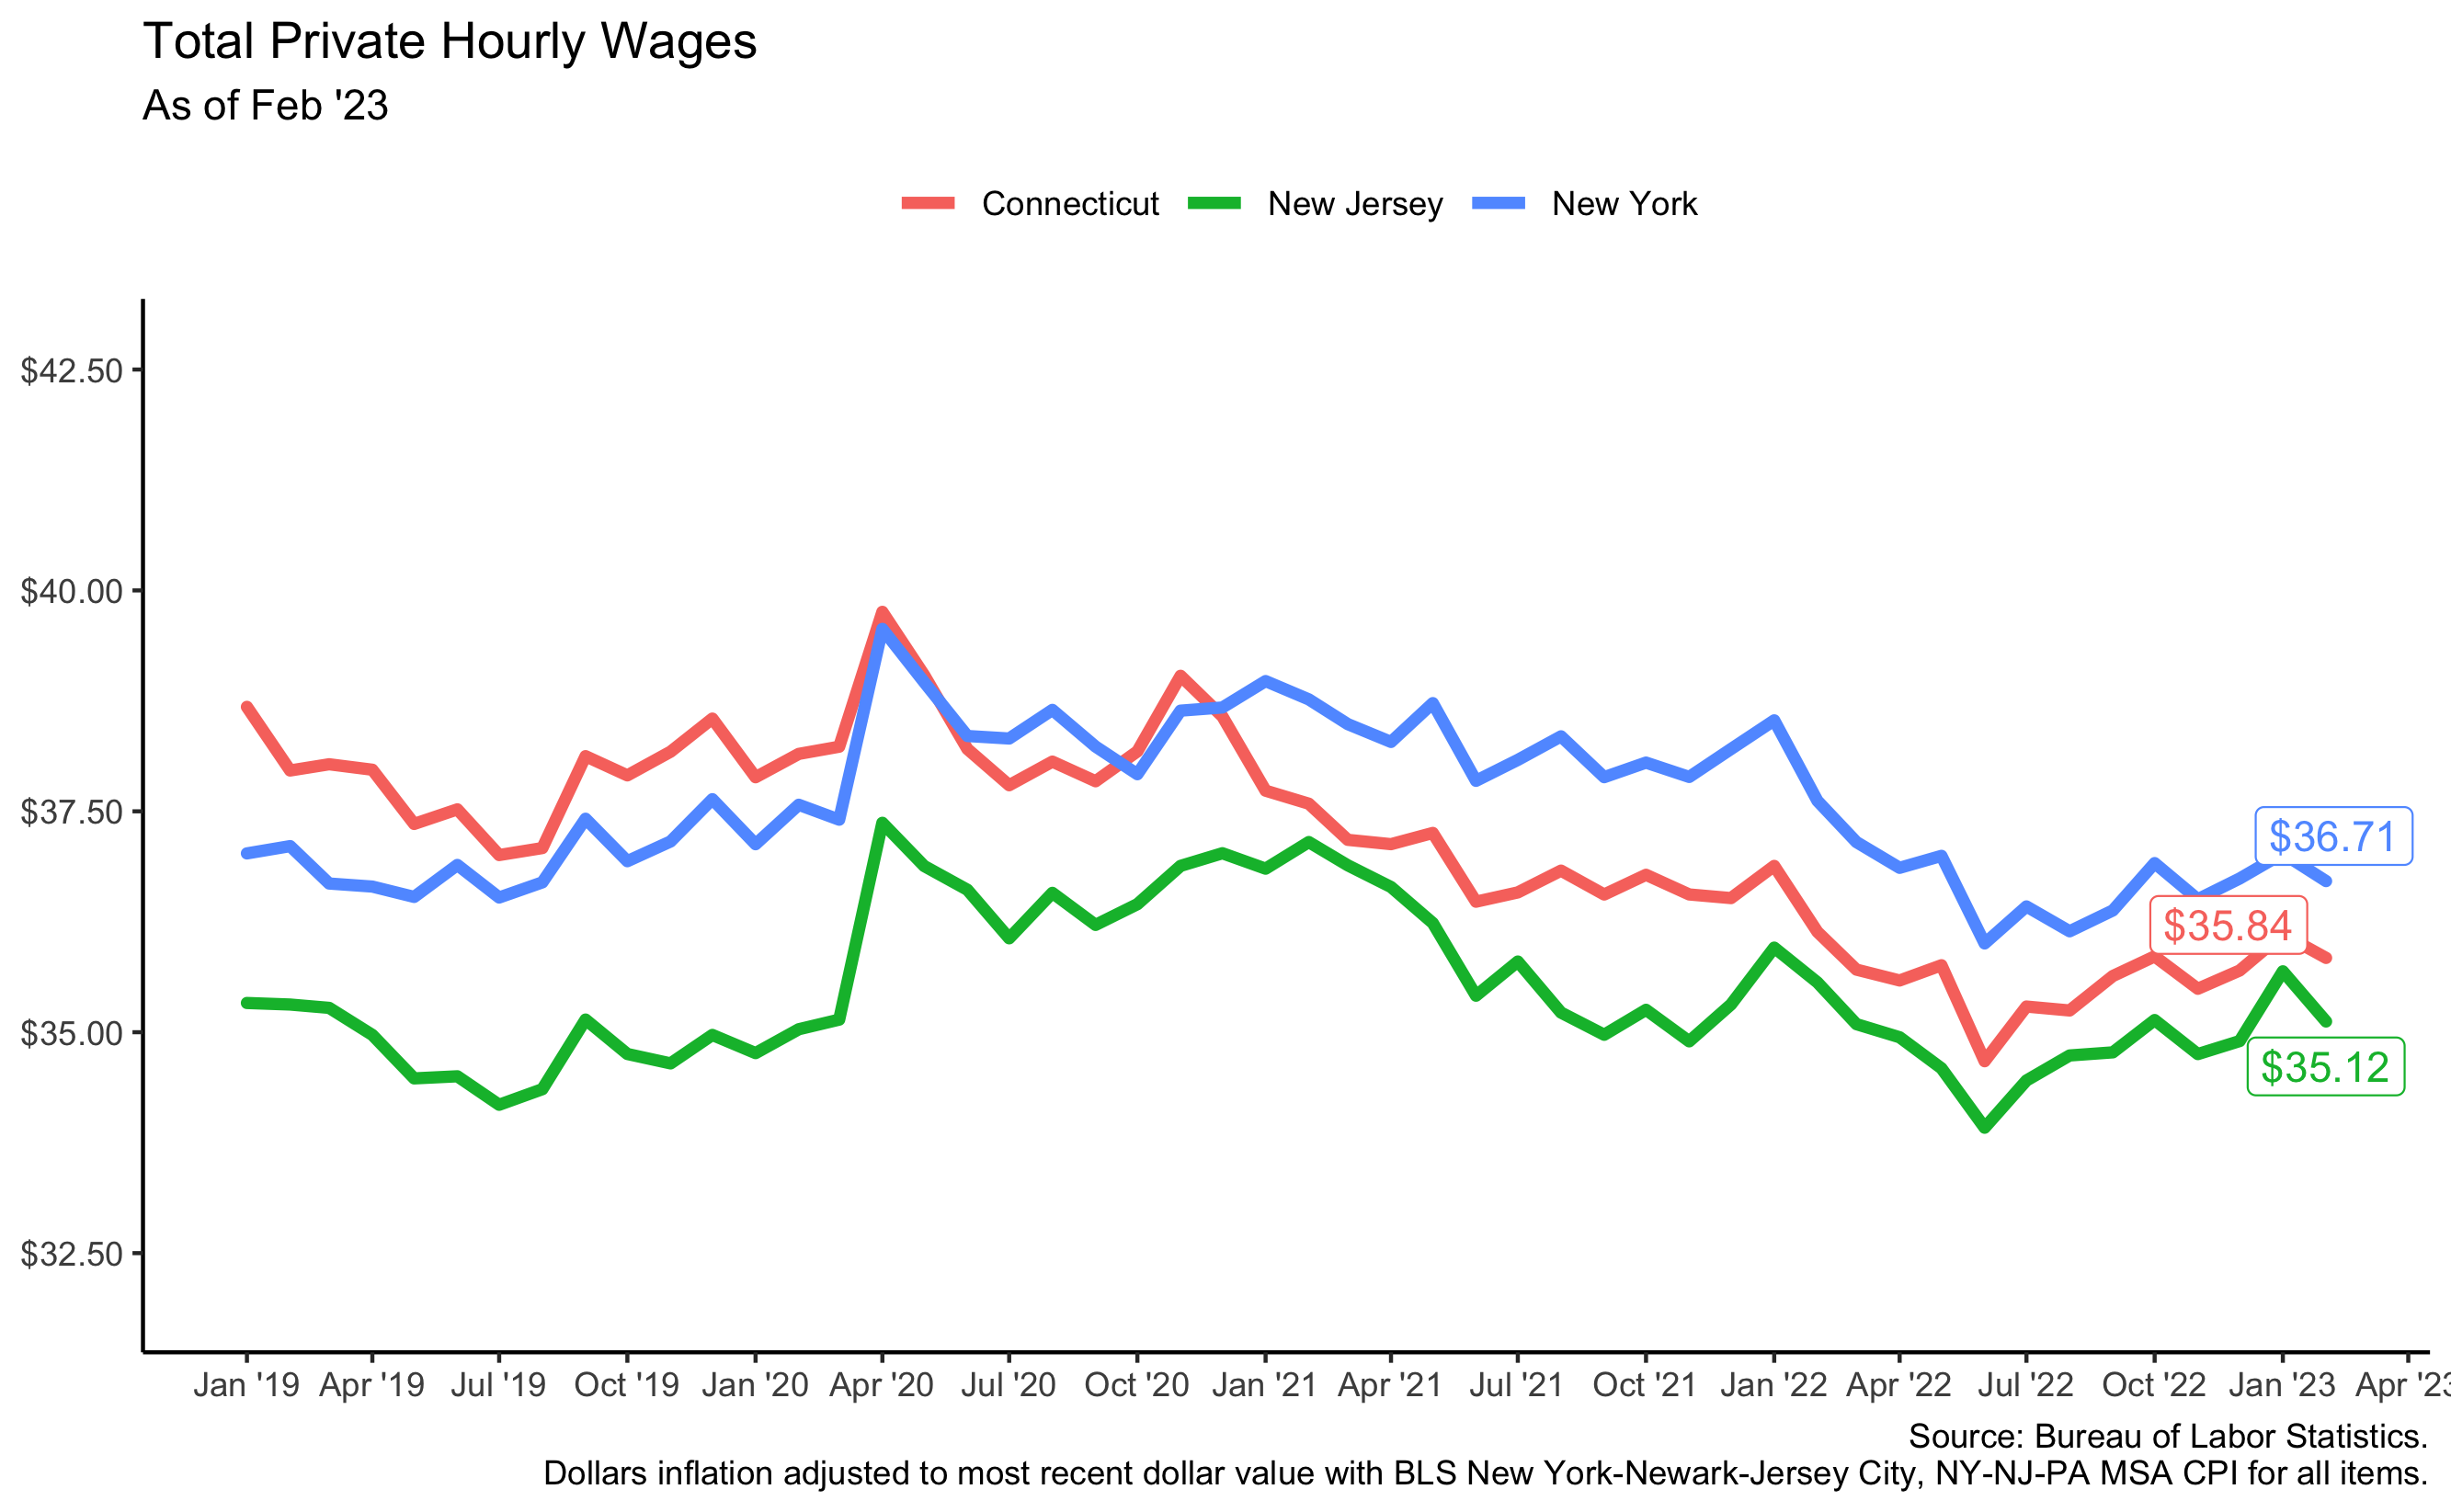 Total Private Hourly Wages
As of Feb '23
Connecticut New Jersey New York
$42.50
$40.00
$37.50
$35.00
$32.50
$36.71
$35.84
$35.12
Jan '19 Apr '19 Jul '19 Oct '19 Jan '20 Apr '20 Jul '20 Oct '20 Jan '21 Apr '21 Jul '21 Oct '21 Jan '22 Apr '22 Jul '22 Oct '22 Jan '23 Apr '23
Source: Bureau of Labor Statistics.
Dollars inflation adjusted to most recent dollar value with BLS New York-Newark-Jersey City, NY-NJ-PA MSA CPI for all items.